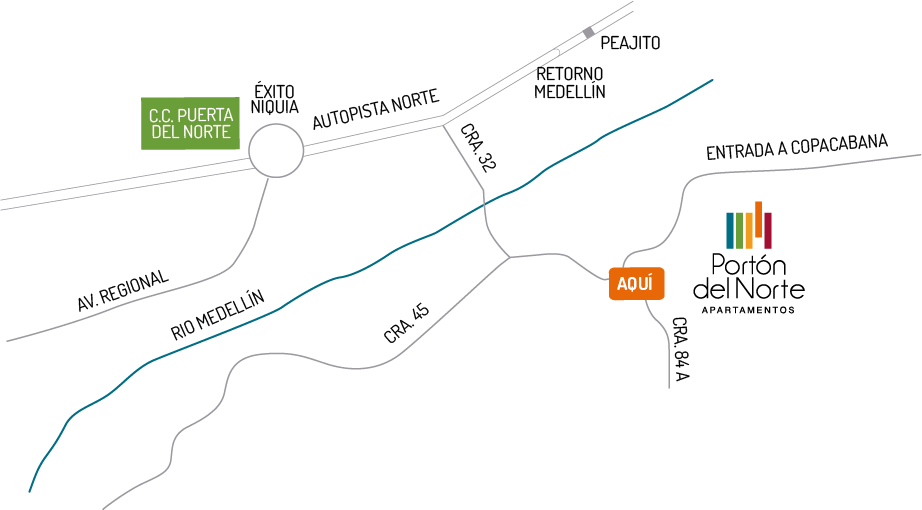 PEAJITO
RETORNO
MEDELLÍN
ÉXITO
NIQUIA
AUTOPISTA NORTE
C.C. PUERTA
DEL NORTE
CRA. 32
ENTRADA A COPACABANA
Portón
del Norte
APARTAMENTOS
AQUÍ
AV. REGIONAL
RIO MEDELLÍN
CRA. 45
CRA. 84 A